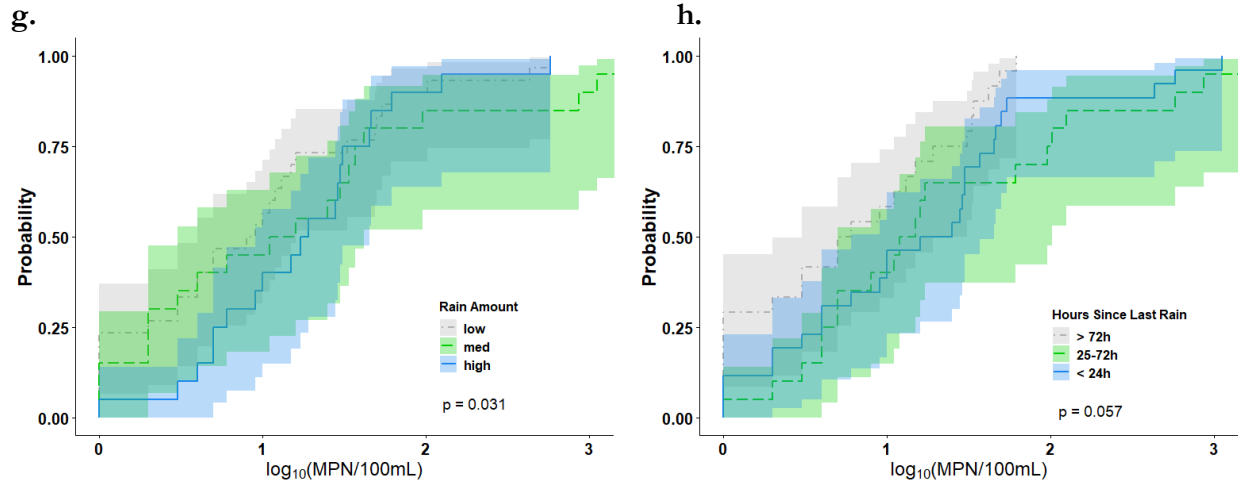 g.
1.00
0.75
0.50
0.25
0.00
Probability
Rain Amount
low
med
high
p = 0.031
0
1
2
3
log₁₀(MPN/100mL)
h.
1.00
0.75
0.50
0.25
0.00
Probability
Hours Since Last Rain
> 72h
25-72h
< 24h
p = 0.057
0
1
2
3
log₁₀(MPN/100mL)